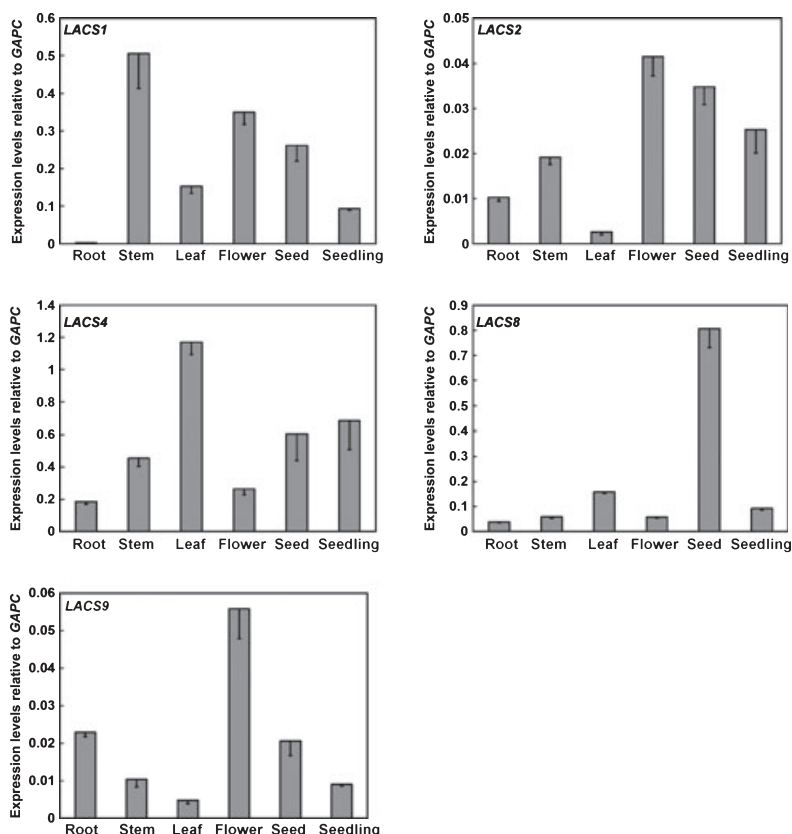 LACS1
Expression levels relative to GAPC
0.6
0.5
0.4
0.3
0.2
0.1
0
Root Stem Leaf Flower Seed Seedling
LACS2
Expression levels relative to GAPC
0.05
0.04
0.03
0.02
0.01
0
Root Stem Leaf Flower Seed Seedling
LACS4
Expression levels relative to GAPC
1.4
1.2
1
0.8
0.6
0.4
0.2
0
Root Stem Leaf Flower Seed Seedling
LACS8
Expression levels relative to GAPC
0.9
0.8
0.7
0.6
0.5
0.4
0.3
0.2
0.1
0
Root Stem Leaf Flower Seed Seedling
LACS9
Expression levels relative to GAPC
0.06
0.05
0.04
0.03
0.02
0.01
0
Root Stem Leaf Flower Seed Seedling